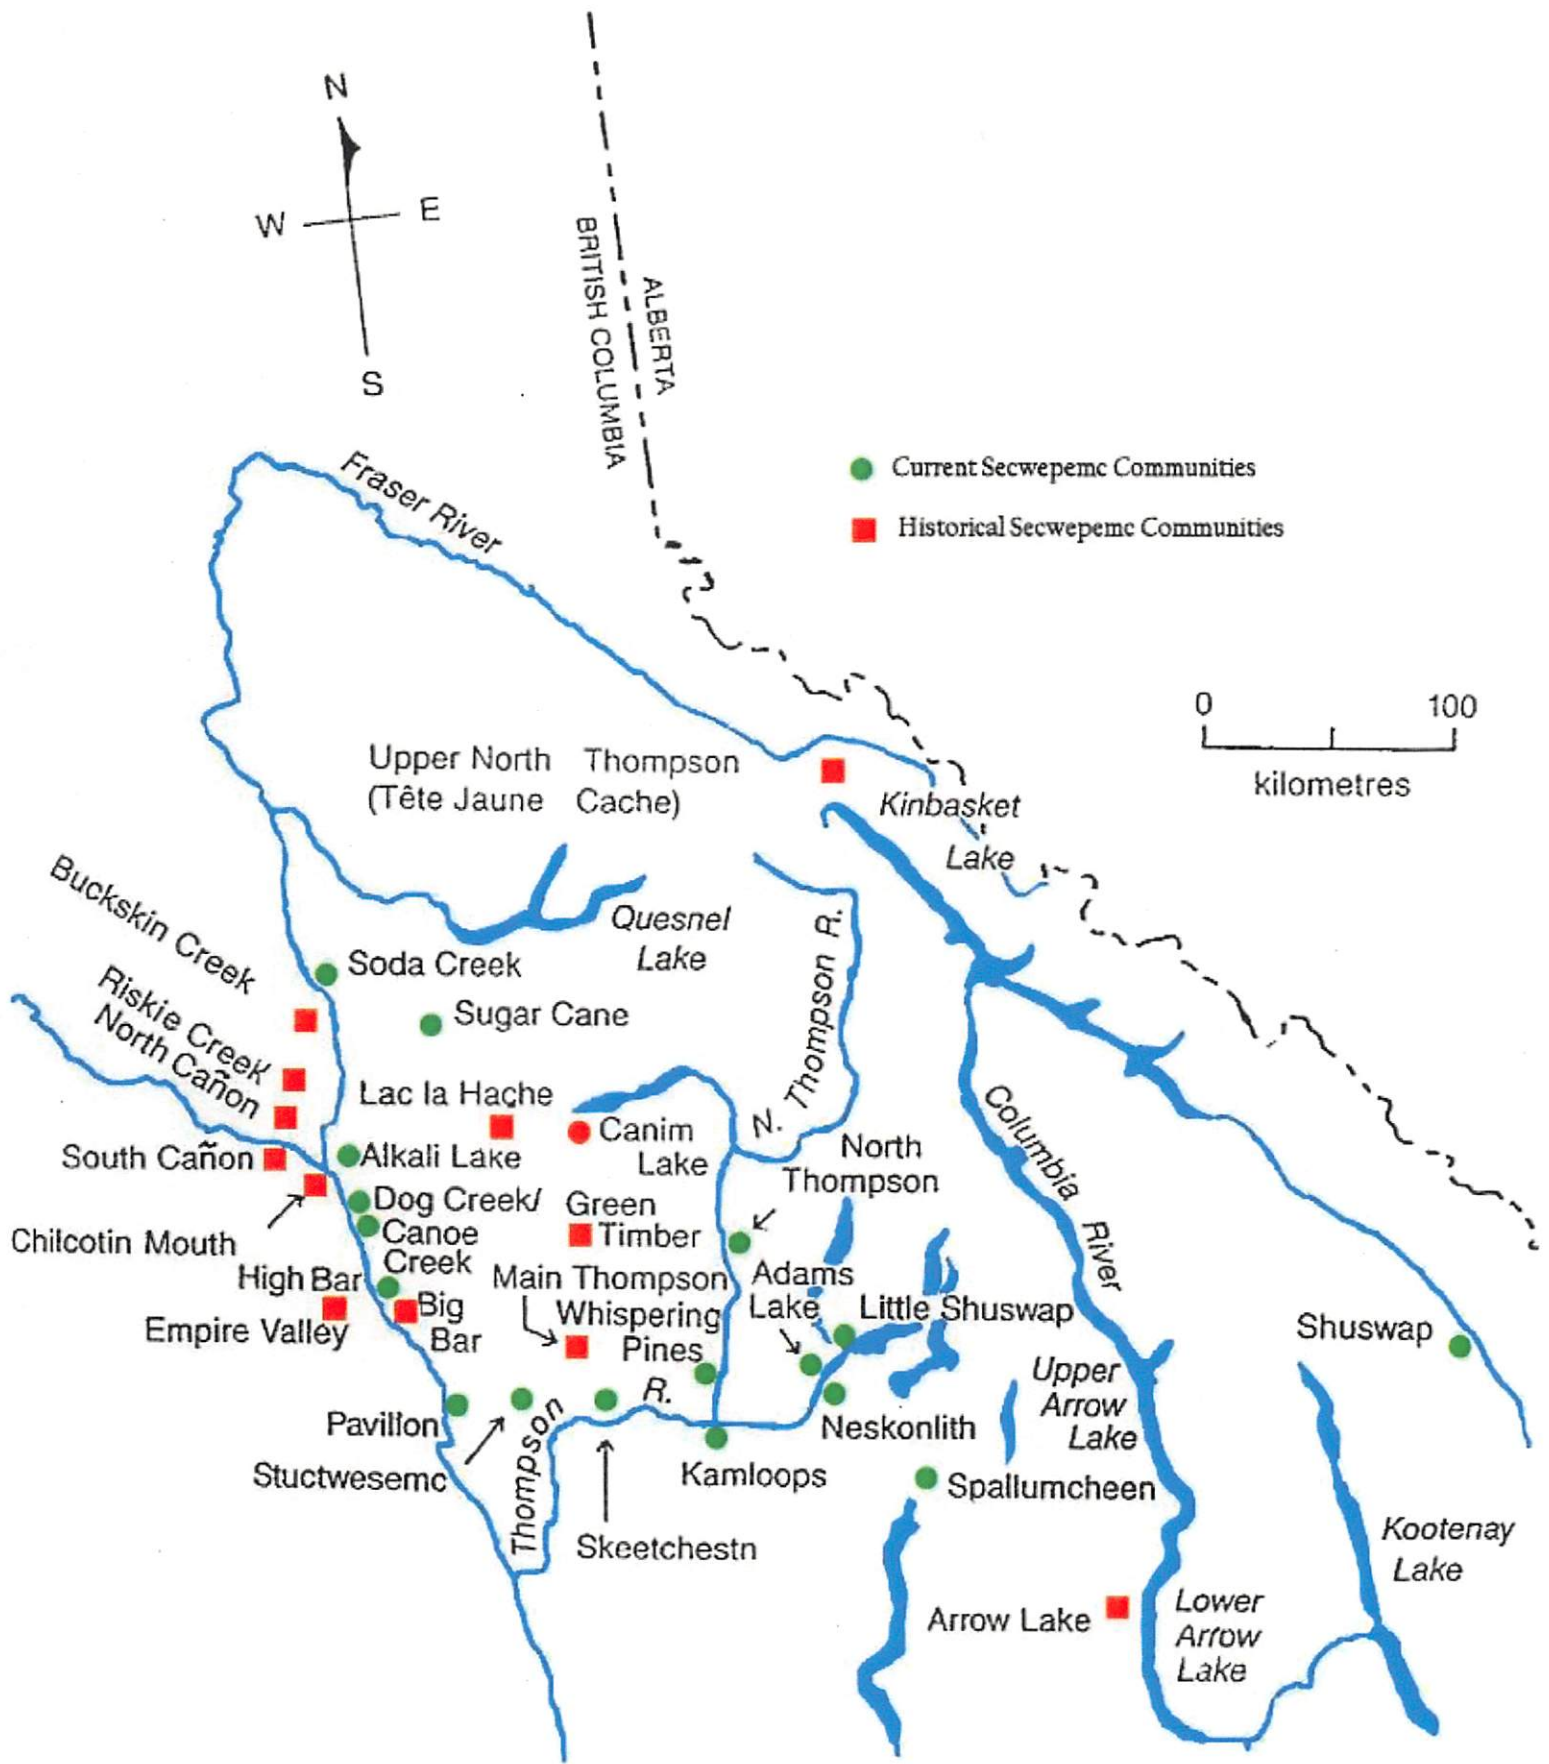 N
W
E
S
ALBERTA
BRITISH COLUMBIA
Fraser River
Current Secwepemc Communities
Historical Secwepemc Communities
0 100
kilometres
Upper North Thompson
(Tête Jaune Cache)
Kinbasket
Lake
Quesnel
Lake
Buckskin Creek
Riskie Creek
North Cañon
Soda Creek
Sugar Cane
N. Thompson R.
Lac la Hache
Canim
Lake
South Cañon
Alkali Lake
North
Thompson
Columbia River
Dog Creek/
Canoe
Creek
Green
Timber
Chilcotin Mouth
High Bar
Main Thompson
Adams
Lake
Big
Bar
Whispering
Pines
Little Shuswap
Empire Valley
Shuswap
Upper
Arrow
Lake
Thompson R.
Pavilion
Neskonlith
Stuctwesemc
Kamloops
Spallumcheen
Skeetchestn
Kootenay
Lake
Arrow Lake
Lower
Arrow
Lake